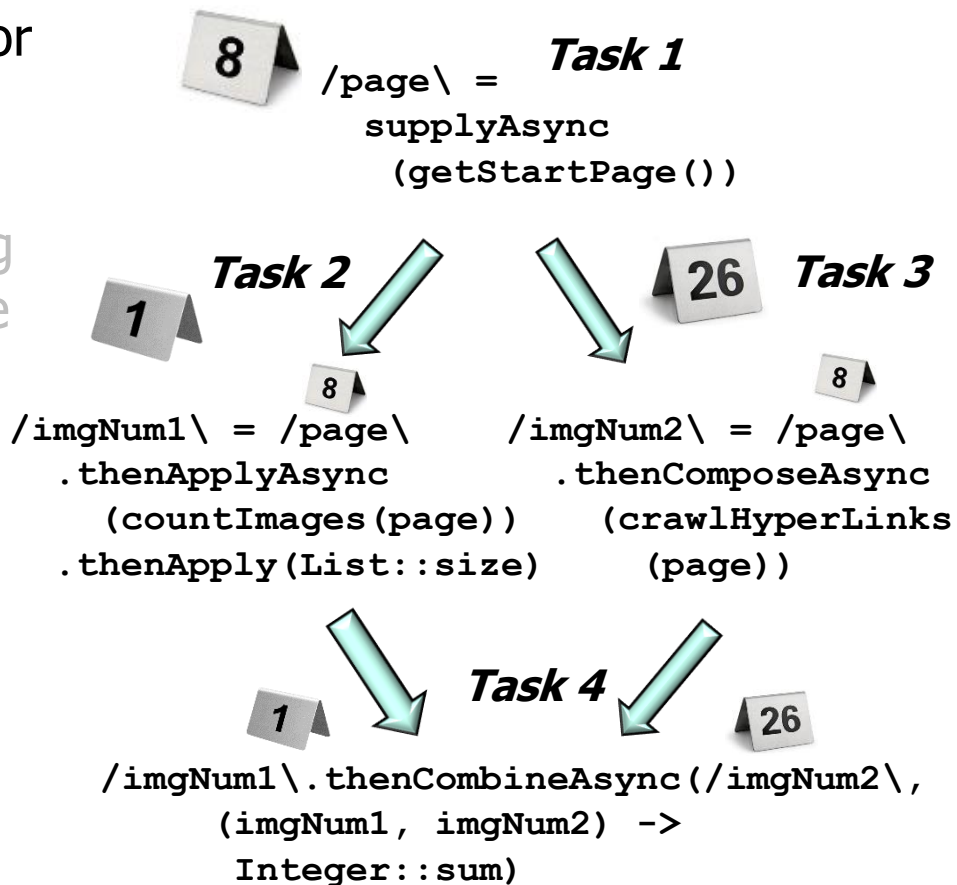 or
8
Task 1
/page\ =
supplyAsync
(getStartPage())
g
e
Task 2
Task 3
1
26
8
8
/imgNum1\ = /page\
.thenApplyAsync
(countImages(page))
.thenApply(List::size)
/imgNum2\ = /page\
.thenComposeAsync
(crawlHyperLinks
(page))
Task 4
1
26
/imgNum1\.thenCombineAsync(/imgNum2\,
(imgNum1, imgNum2) ->
Integer::sum)